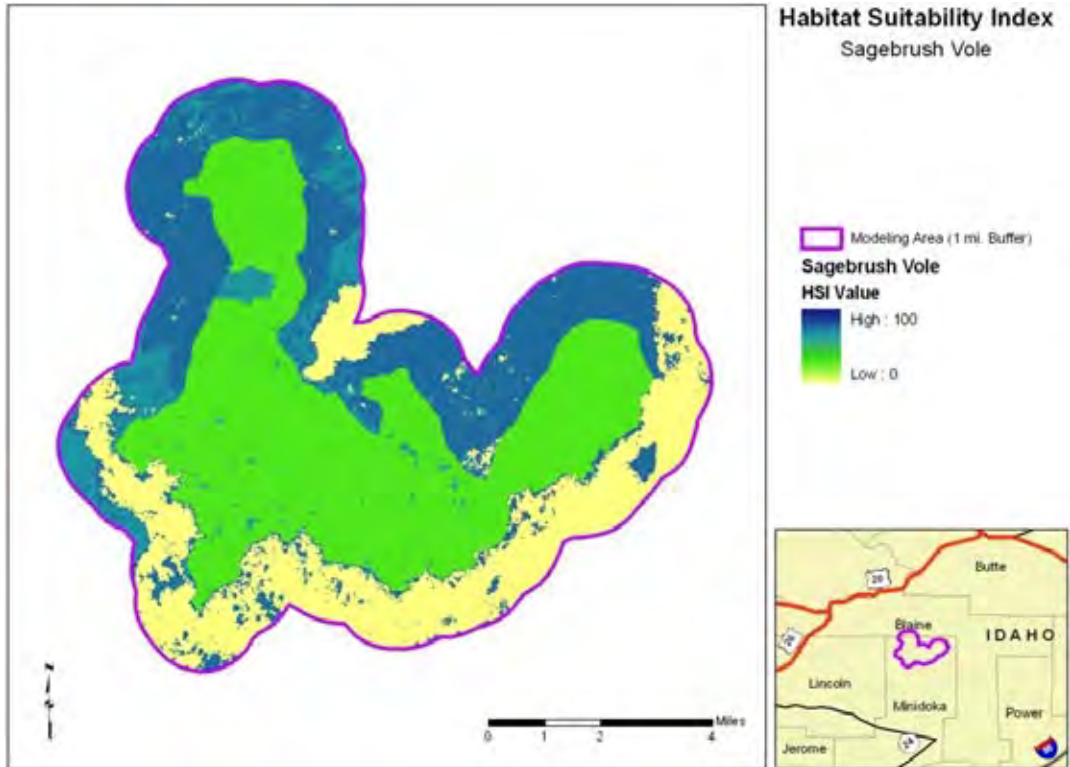 Habitat Suitability Index
Sagebrush Vole
Modeling Area (1 mi. Buffer)
Sagebrush Vole
HSI Value
High : 100
Low : 0
N
Miles
0 1 2 4
Butte
20
Blaine
IDAHO
26
Lincoln
Minidoka
Power
24
Jerome